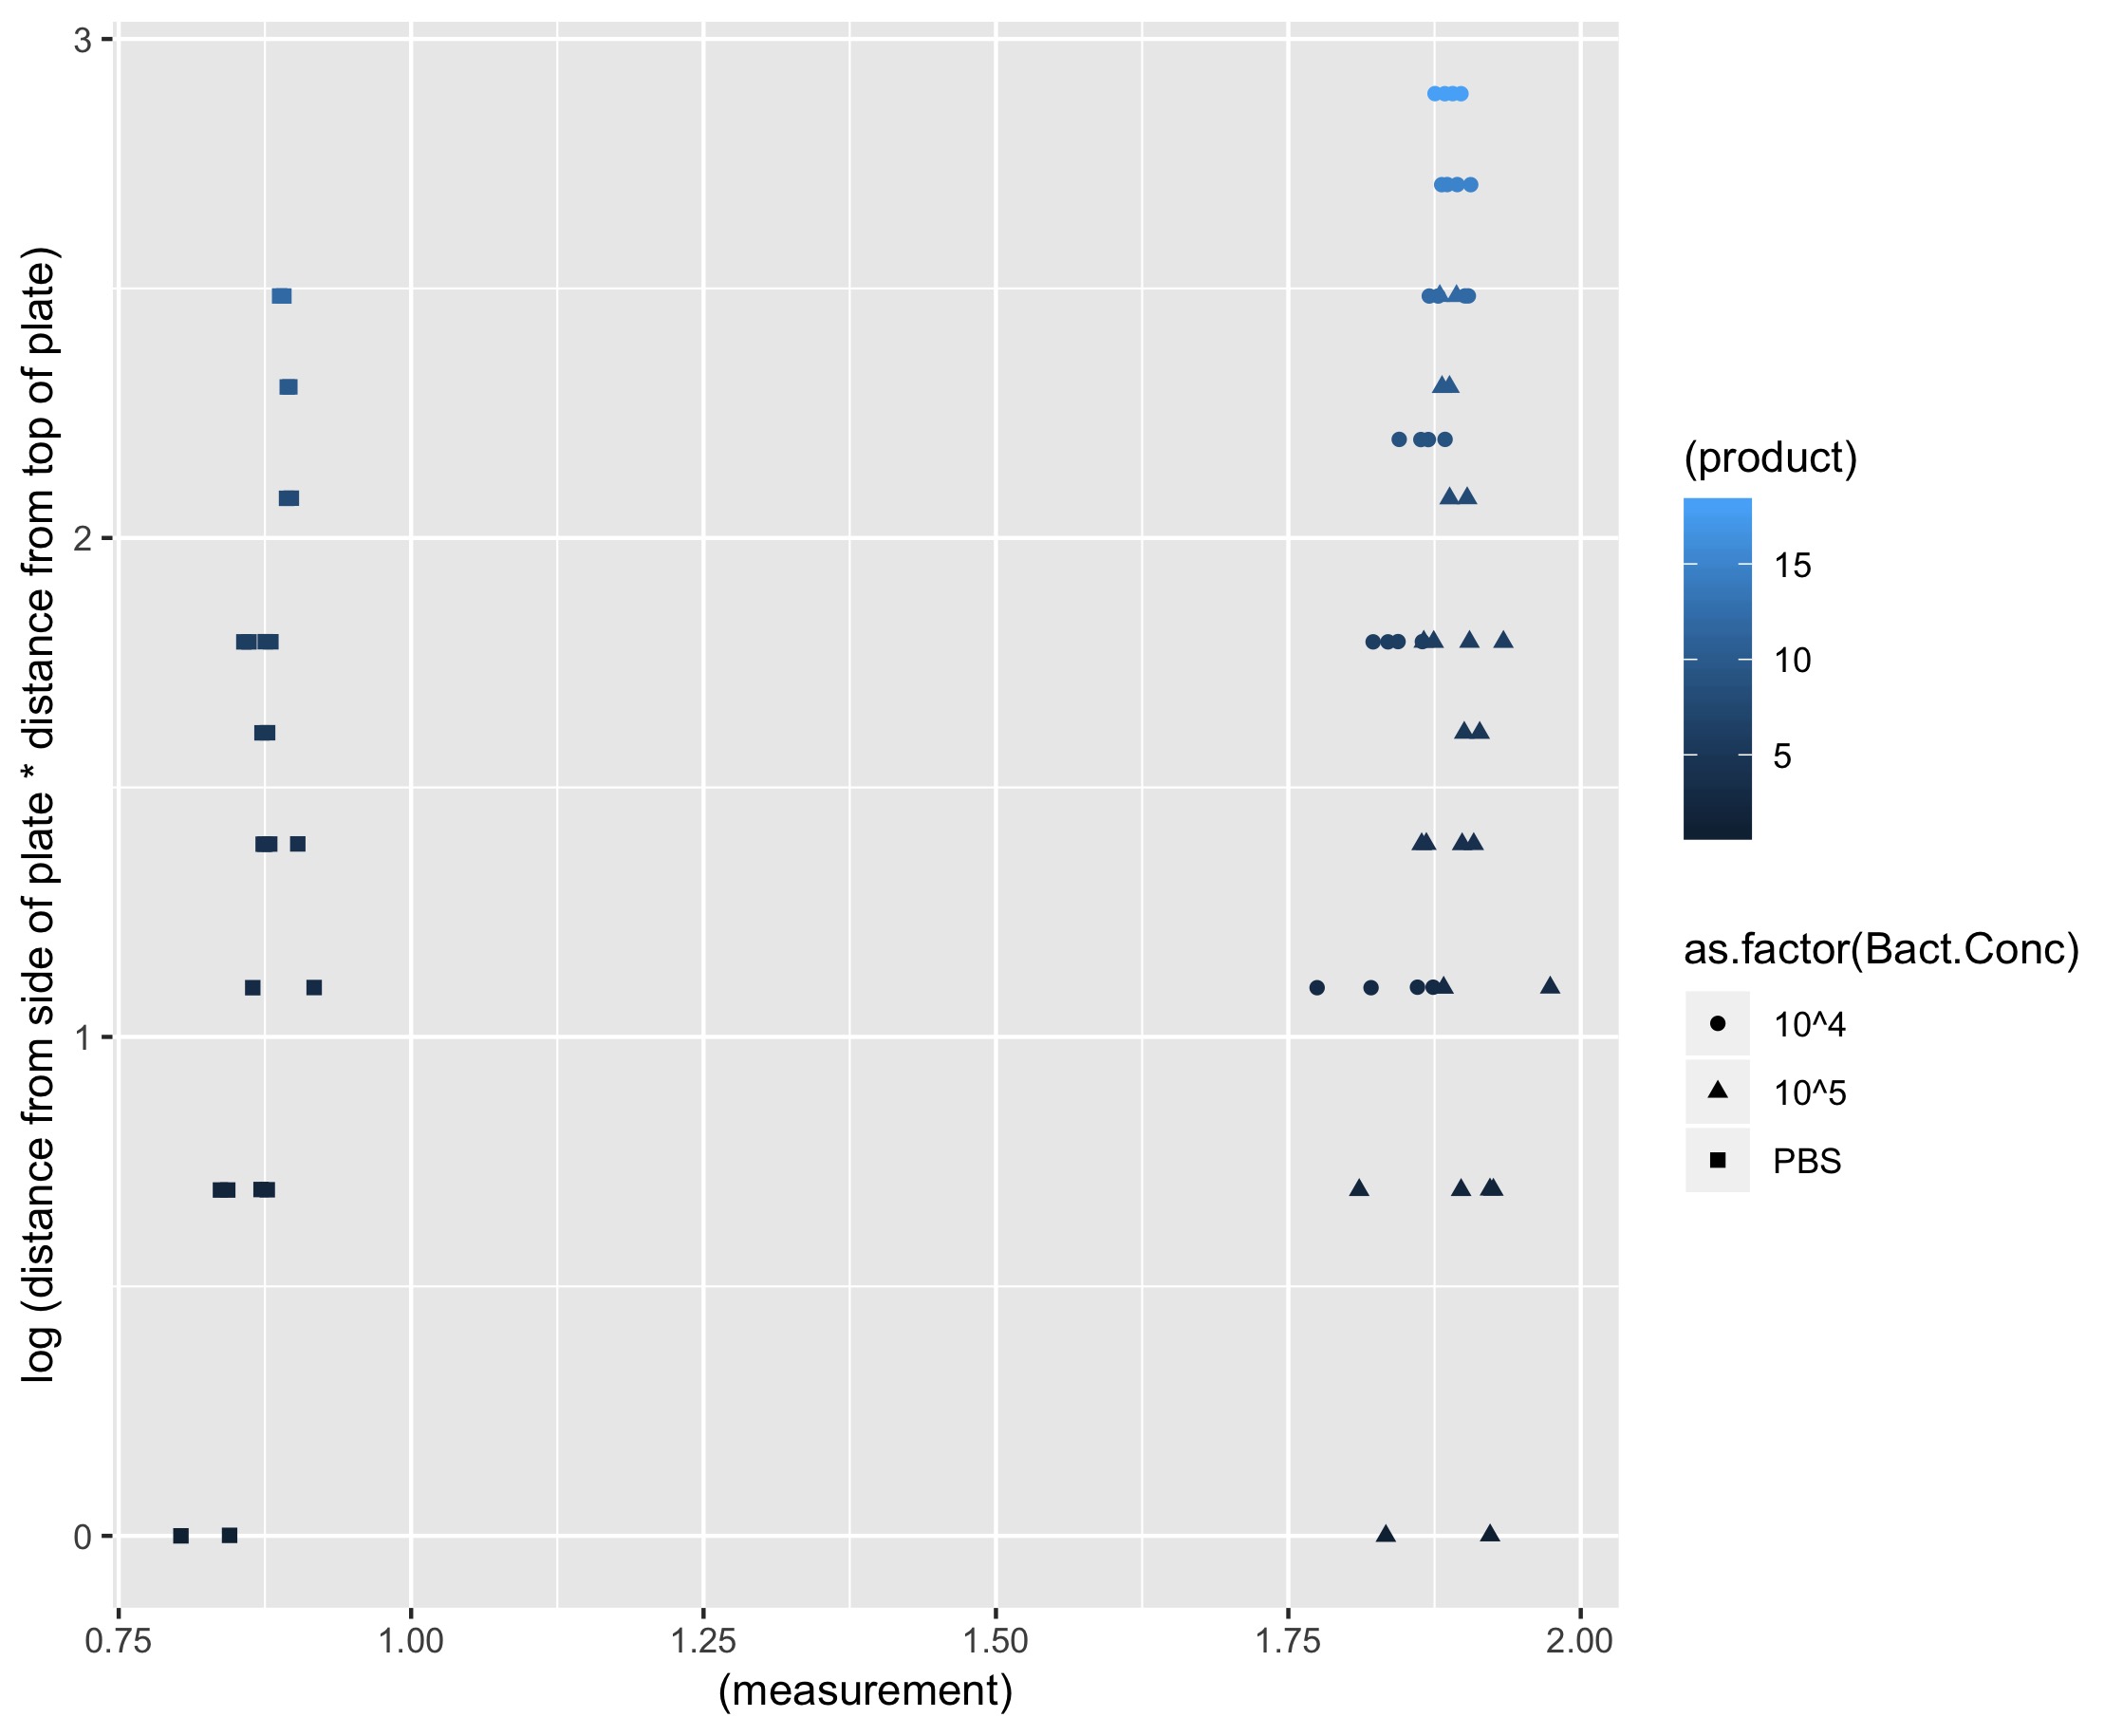 log (distance from side of plate * distance from top of plate)
3
2
1
0
0.75 1.00 1.25 1.50 1.75 2.00
(measurement)
(product)
15
10
5
as.factor(Bact.Conc)
10^4
10^5
PBS